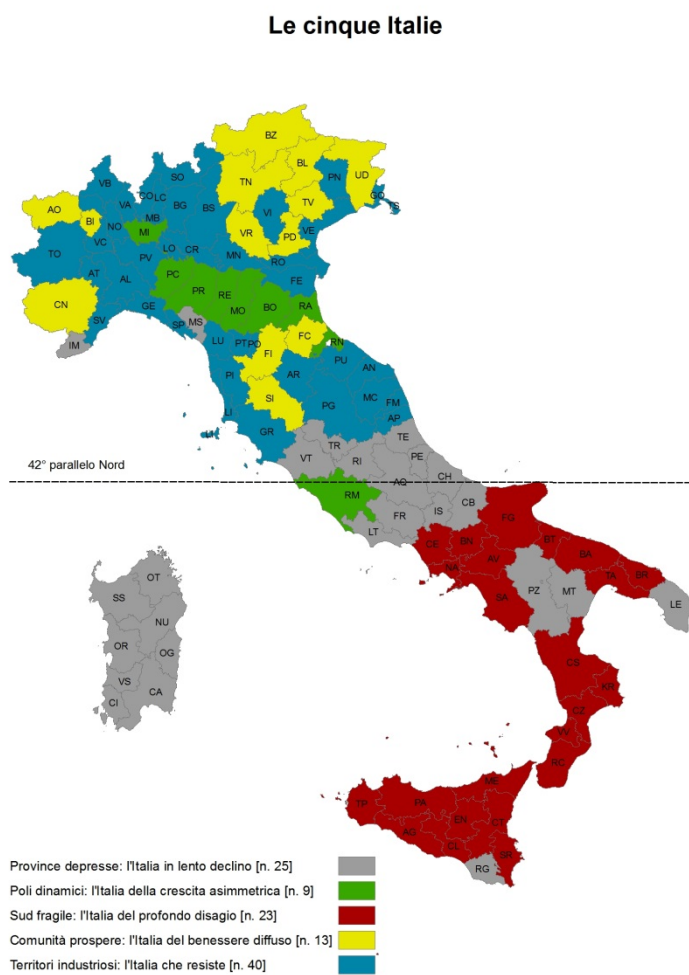 Le cinque Italie
BZ
BL
SO
PN
UD
VB
TN
CO
LC
VA
TV
GO
TS
BG
AO
BS
MB
VI
BI
NO
MI
VR
PD
VE
VC
LO
CR
MN
TO
PV
RO
AT
PC
FE
AL
PR
RE
CN
MO
BO
RA
GE
SV
SP
MS
FC
RN
LU
PT
PO
IM
FI
PU
AN
PI
AR
MC
SI
PG
FM
LI
AP
GR
LI
TE
TR
PE
VT
RI
42° parallelo Nord
CH
AQ
RM
CB
FR
IS
FG
LT
CE
BN
BT
BA
AV
NA
TA
BR
OT
SS
SA
PZ
MT
LE
NU
OR
OG
VS
CI
CA
CS
KR
CZ
VV
RC
ME
TP
PA
EN
CT
AG
CL
SR
RG
Province depresse: l'Italia in lento declino [n. 25]
Poli dinamici: l'Italia della crescita asimmetrica [n. 9]
Sud fragile: l'Italia del profondo disagio [n. 23]
Comunità prospere: l'Italia del benessere diffuso [n. 13]
Territori industriosi: l'Italia che resiste [n. 40]